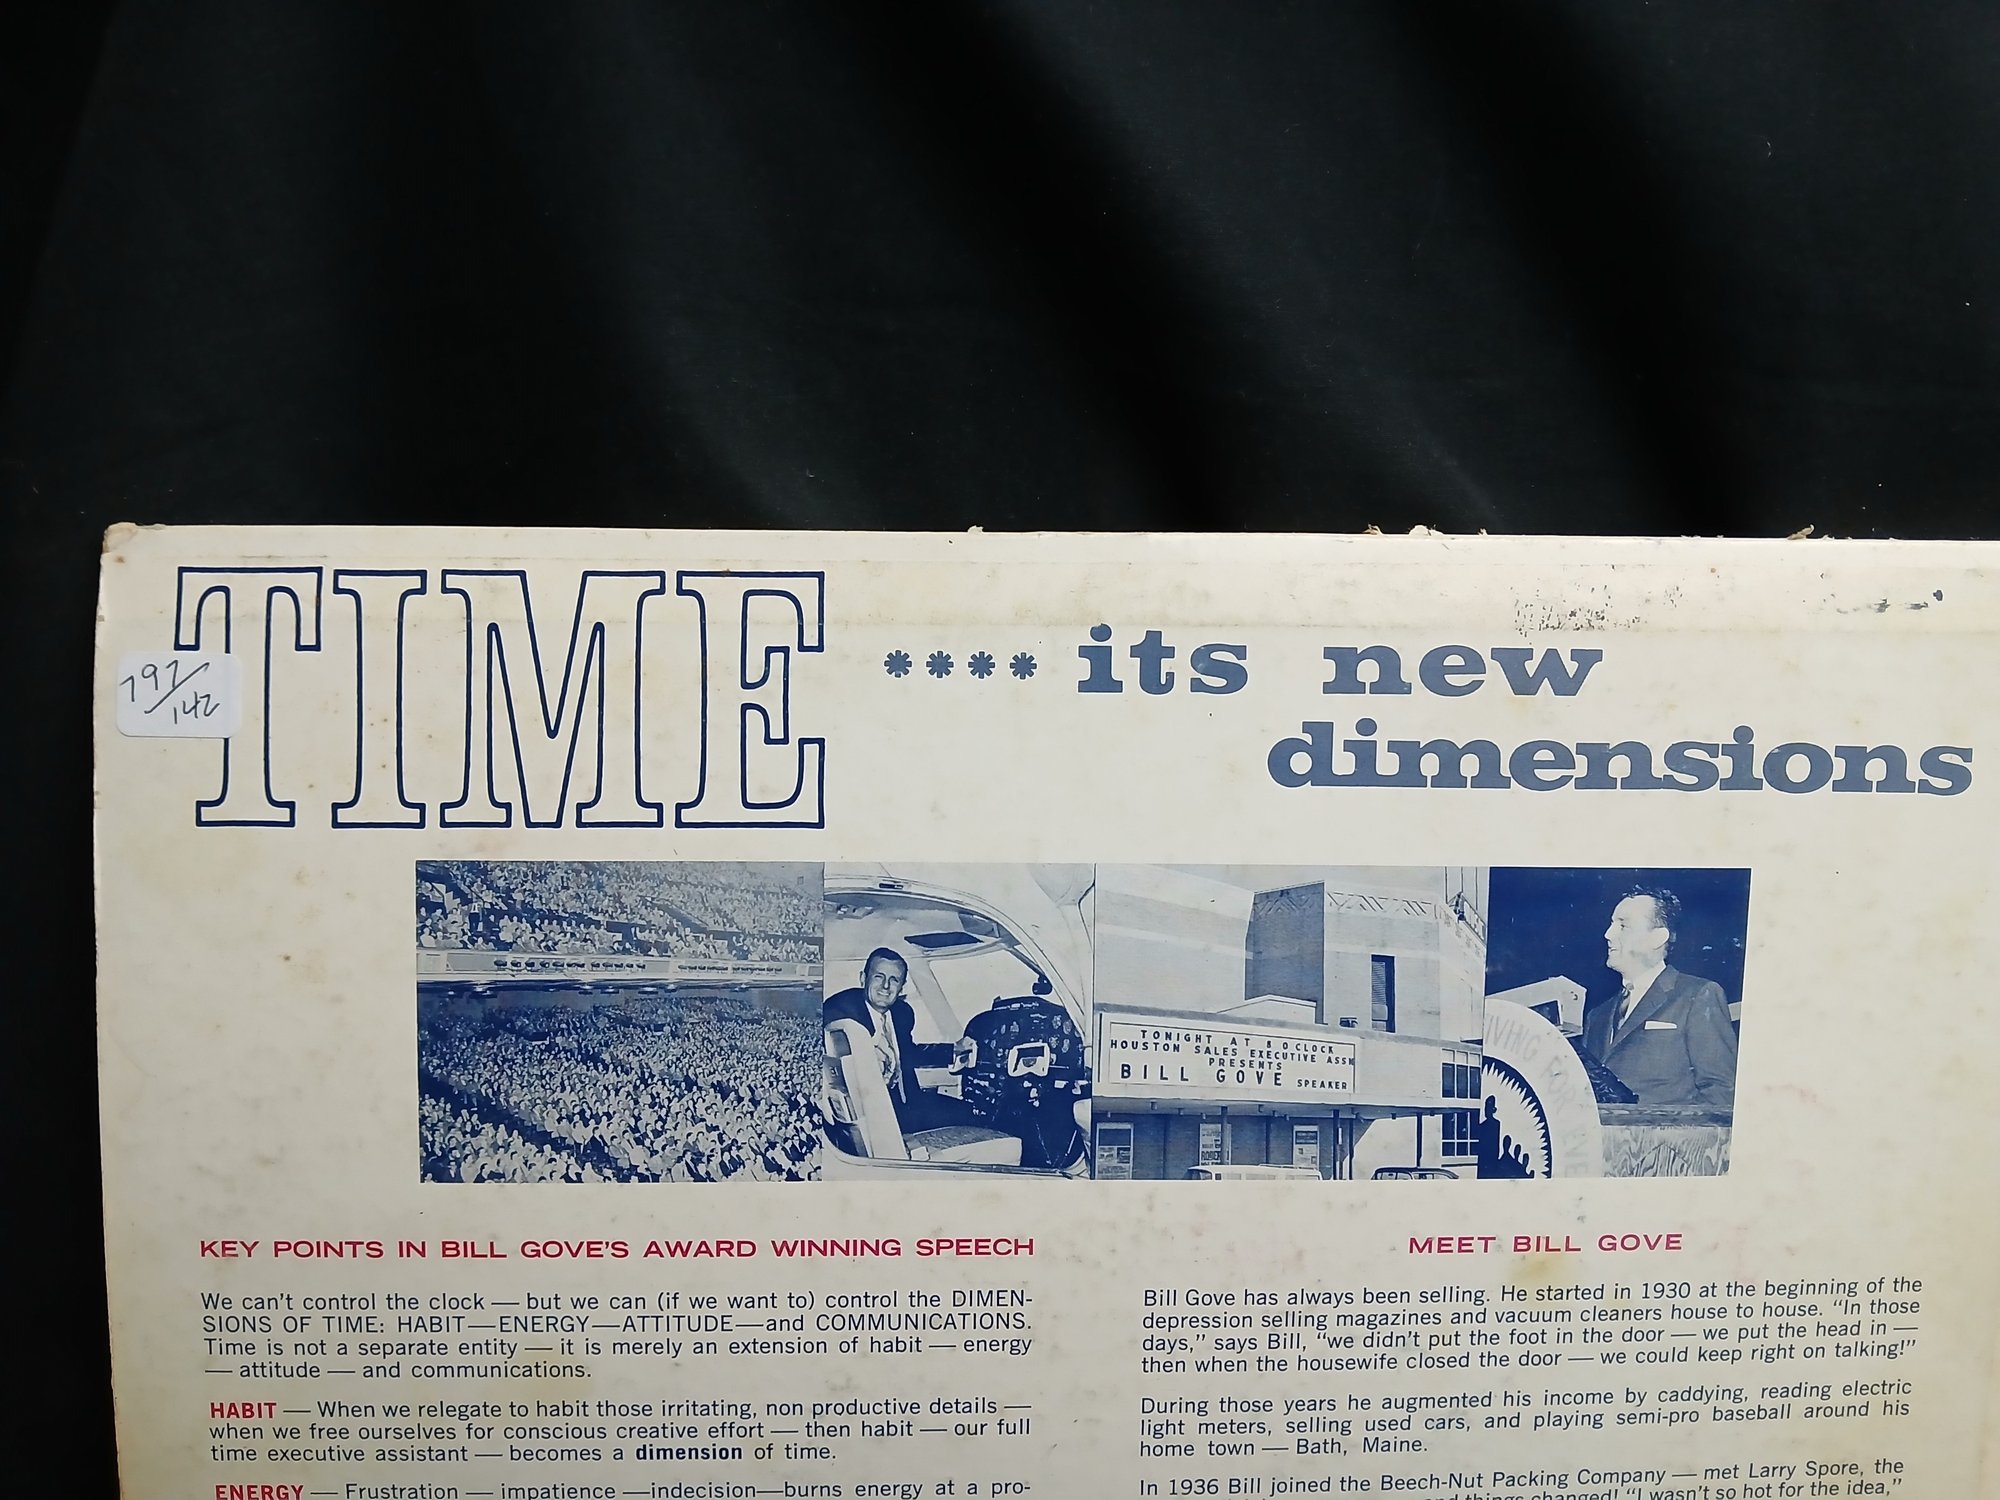 TIME **** its new
dimensions
797/142
TONIGHT AT 8 OCLOCK
HOUSTON SALES EXECUTIVE ASSN
PRESENTS
BILL GOVE SPEAKER
KEY POINTS IN BILL GOVE'S AWARD WINNING SPEECH
We can't control the clock — but we can (if we want to) control the DIMEN-
SIONS OF TIME: HABIT—ENERGY—ATTITUDE—and COMMUNICATIONS.
Time is not a separate entity — it is merely an extension of habit — energy
— attitude — and communications.
HABIT — When we relegate to habit those irritating, non productive details —
when we free ourselves for conscious creative effort — then habit — our full
time executive assistant — becomes a dimension of time.
ENERGY — Frustration — impatience —indecision—burns energy at a pro-
MEET BILL GOVE
Bill Gove has always been selling. He started in 1930 at the beginning of the
depression selling magazines and vacuum cleaners house to house. "In those
days," says Bill, "we didn't put the foot in the door — we put the head in —
then when the housewife closed the door — we could keep right on talking!"
During those years he augmented his income by caddying, reading electric
light meters, selling used cars, and playing semi-pro baseball around his
home town — Bath, Maine.
In 1936 Bill joined the Beech-Nut Packing Company — met Larry Spore, the
and things changed! "I wasn't so hot for the idea,"